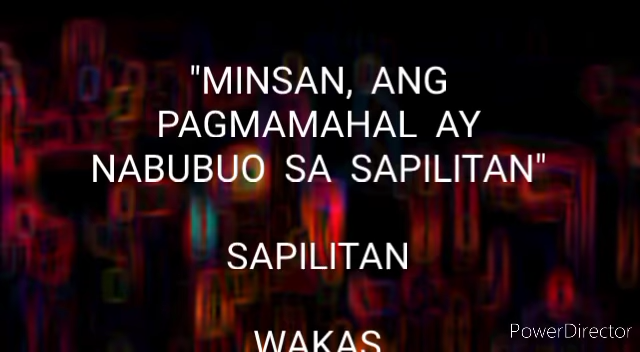 "MINSAN, ANG
PAGMAMAHAL AY
NABUBUO SA SAPILITAN"
SAPILITAN
WAKAS
PowerDirector